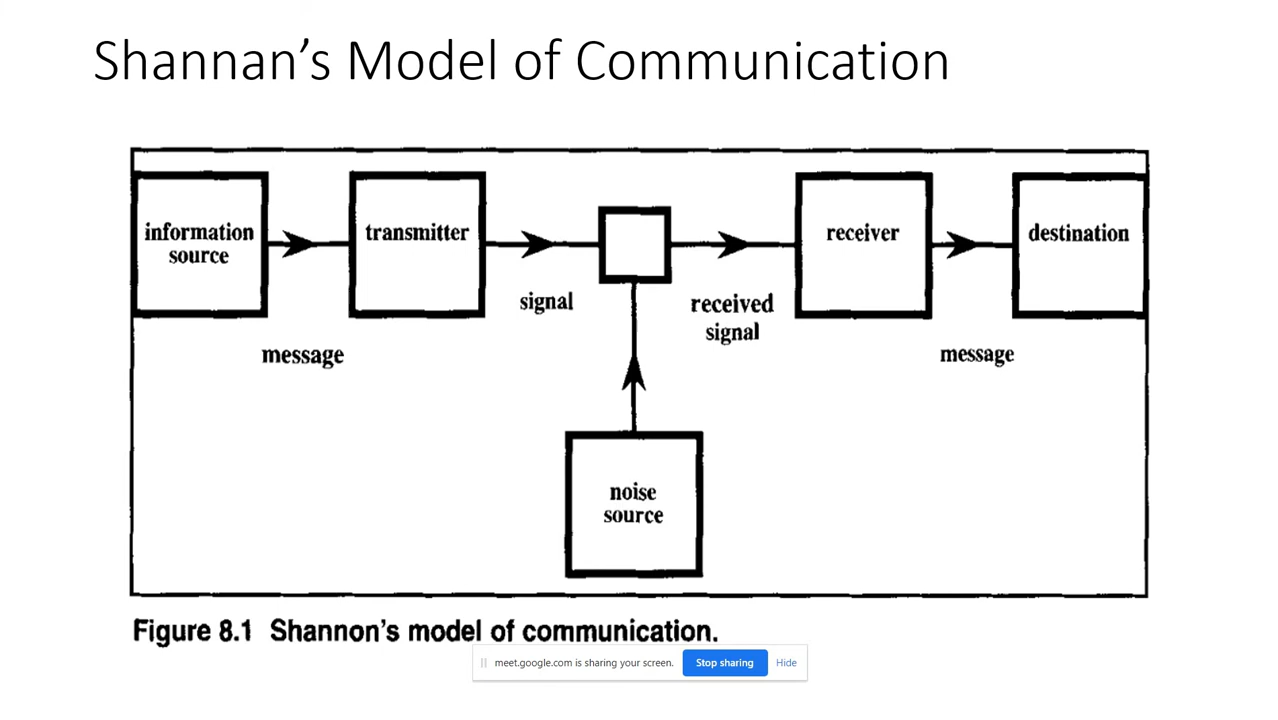 Shannan’s Model of Communication
information
source
transmitter
receiver
destination
signal
received
signal
message
message
noise
source
Figure 8.1 Shannon's model of communication.
meet.google.com is sharing your screen. Stop sharing Hide